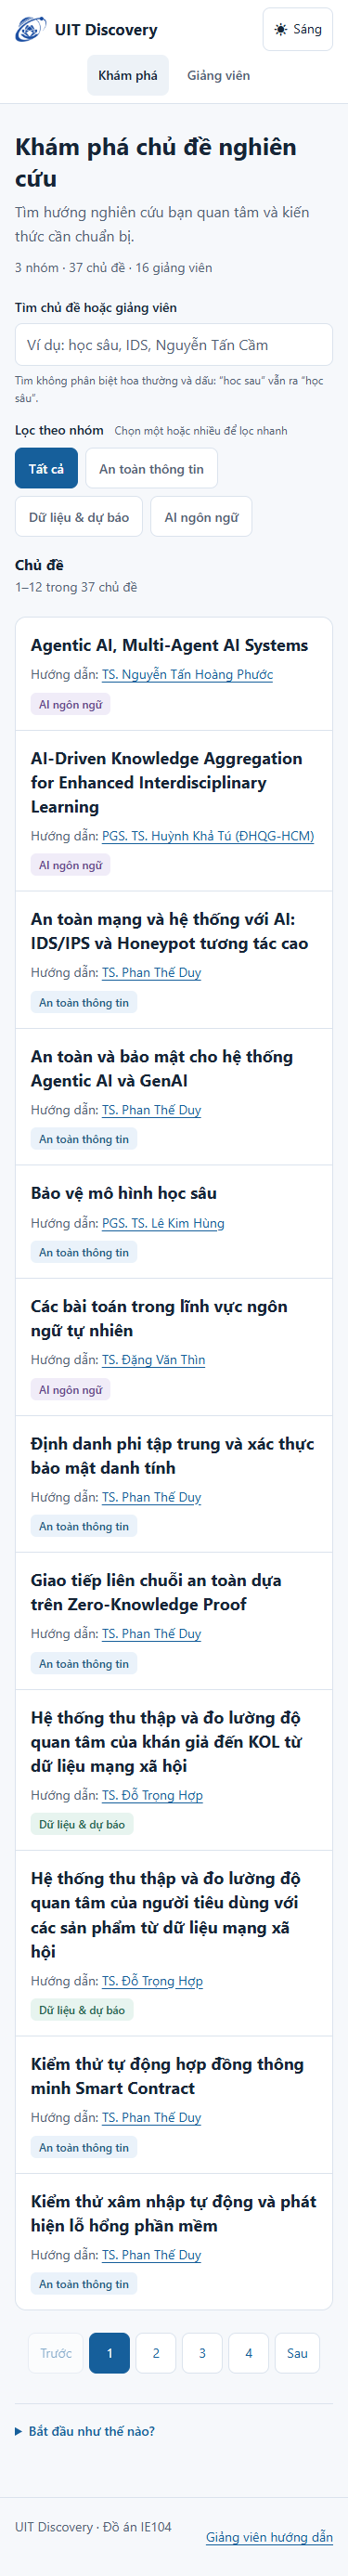 UIT Discovery
Sáng
Khám phá
Giảng viên
Khám phá chủ đề nghiên
cứu
Tìm hướng nghiên cứu bạn quan tâm và kiến
thức cần chuẩn bị.
3 nhóm · 37 chủ đề · 16 giảng viên
Tìm chủ đề hoặc giảng viên
Ví dụ: học sâu, IDS, Nguyễn Tấn Cầm
Tìm không phân biệt hoa thường và dấu: “hoc sau” vẫn ra “học
sâu”.
Lọc theo nhóm Chọn một hoặc nhiều để lọc nhanh
Tất cả
An toàn thông tin
Dữ liệu & dự báo
AI ngôn ngữ
Chủ đề
1–12 trong 37 chủ đề
Agentic AI, Multi-Agent AI Systems
Hướng dẫn: TS. Nguyễn Tấn Hoàng Phước
AI ngôn ngữ
AI-Driven Knowledge Aggregation
for Enhanced Interdisciplinary
Learning
Hướng dẫn: PGS. TS. Huỳnh Khả Tú (ĐHQG-HCM)
AI ngôn ngữ
An toàn mạng và hệ thống với AI:
IDS/IPS và Honeypot tương tác cao
Hướng dẫn: TS. Phan Thế Duy
An toàn thông tin
An toàn và bảo mật cho hệ thống
Agentic AI và GenAI
Hướng dẫn: TS. Phan Thế Duy
An toàn thông tin
Bảo vệ mô hình học sâu
Hướng dẫn: PGS. TS. Lê Kim Hùng
An toàn thông tin
Các bài toán trong lĩnh vực ngôn
ngữ tự nhiên
Hướng dẫn: TS. Đặng Văn Thìn
AI ngôn ngữ
Định danh phi tập trung và xác thực
bảo mật danh tính
Hướng dẫn: TS. Phan Thế Duy
An toàn thông tin
Giao tiếp liên chuỗi an toàn dựa
trên Zero-Knowledge Proof
Hướng dẫn: TS. Phan Thế Duy
An toàn thông tin
Hệ thống thu thập và đo lường độ
quan tâm của khán giả đến KOL từ
dữ liệu mạng xã hội
Hướng dẫn: TS. Đỗ Trọng Hợp
Dữ liệu & dự báo
Hệ thống thu thập và đo lường độ
quan tâm của người tiêu dùng với
các sản phẩm từ dữ liệu mạng xã
hội
Hướng dẫn: TS. Đỗ Trọng Hợp
Dữ liệu & dự báo
Kiểm thử tự động hợp đồng thông
minh Smart Contract
Hướng dẫn: TS. Phan Thế Duy
An toàn thông tin
Kiểm thử xâm nhập tự động và phát
hiện lỗ hổng phần mềm
Hướng dẫn: TS. Phan Thế Duy
An toàn thông tin
Trước 1 2 3 4 Sau
Bắt đầu như thế nào?
UIT Discovery · Đồ án IE104
Giảng viên hướng dẫn